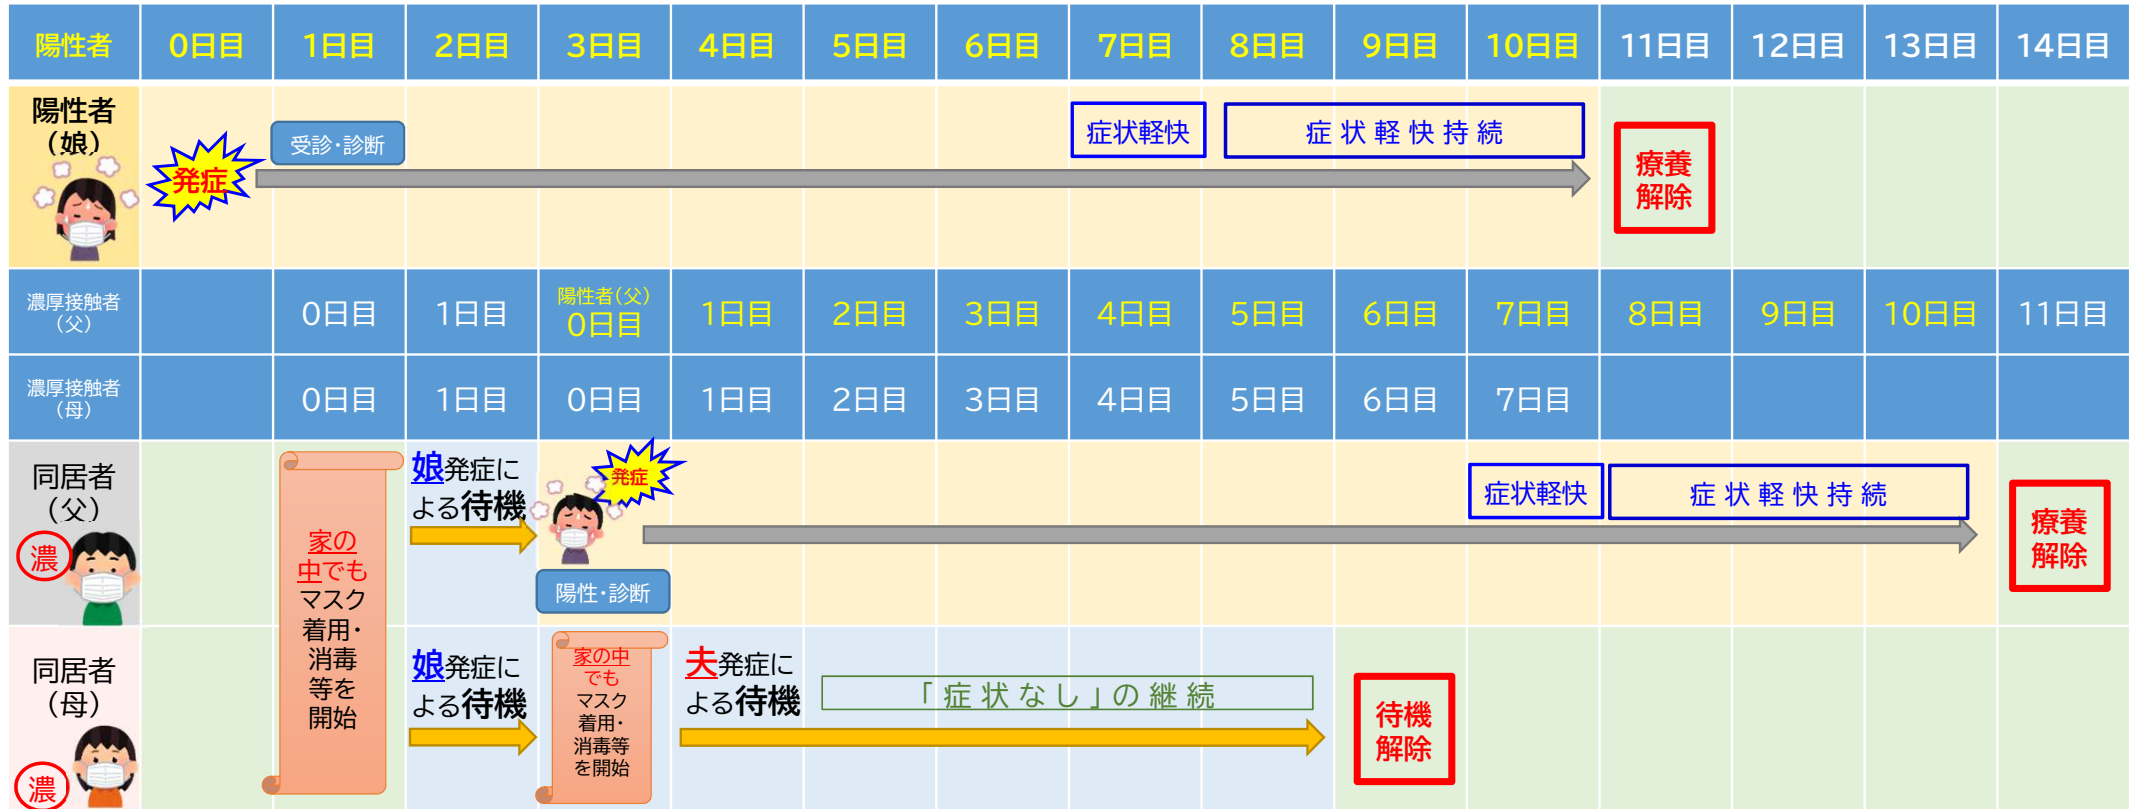 陽性者 0日目 1日目 2日目 3日目 4日目 5日目 6日目 7日目 8日目 9日目 10日目 11日目 12日目 13日目 14日目
陽性者
（娘）
発症
受診・診断
症状軽快
症状軽快持続
療養
解除
濃厚接触者
（父）
0日目 1日目
陽性者（父）
0日目
1日目 2日目 3日目 4日目 5日目 6日目 7日目 8日目 9日目 10日目 11日目
濃厚接触者
（母）
0日目 1日目 0日目 1日目 2日目 3日目 4日目 5日目 6日目 7日目
同居者
（父）
濃
家の
中でも
マスク
着用・
消毒
等を
開始
娘発症に
よる待機
発症
陽性・診断
症状軽快
症状軽快持続
療養
解除
同居者
（母）
濃
娘発症に
よる待機
家の中
でも
マスク
着用・
消毒等
を開始
夫発症に
よる待機
「症状なし」の継続
待機
解除